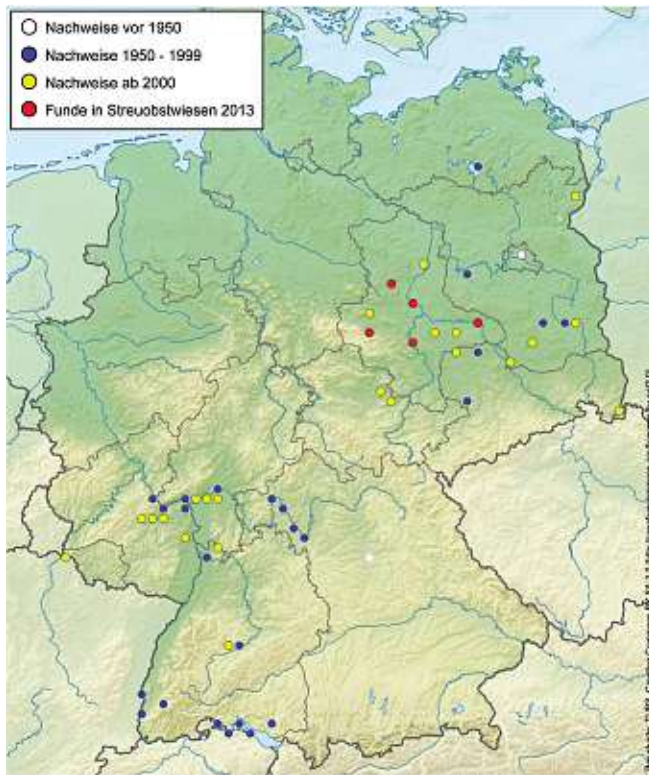 Nachweise vor 1950
Nachweise 1950 - 1999
Nachweise ab 2000
Funde in Streuobstwiesen 2013